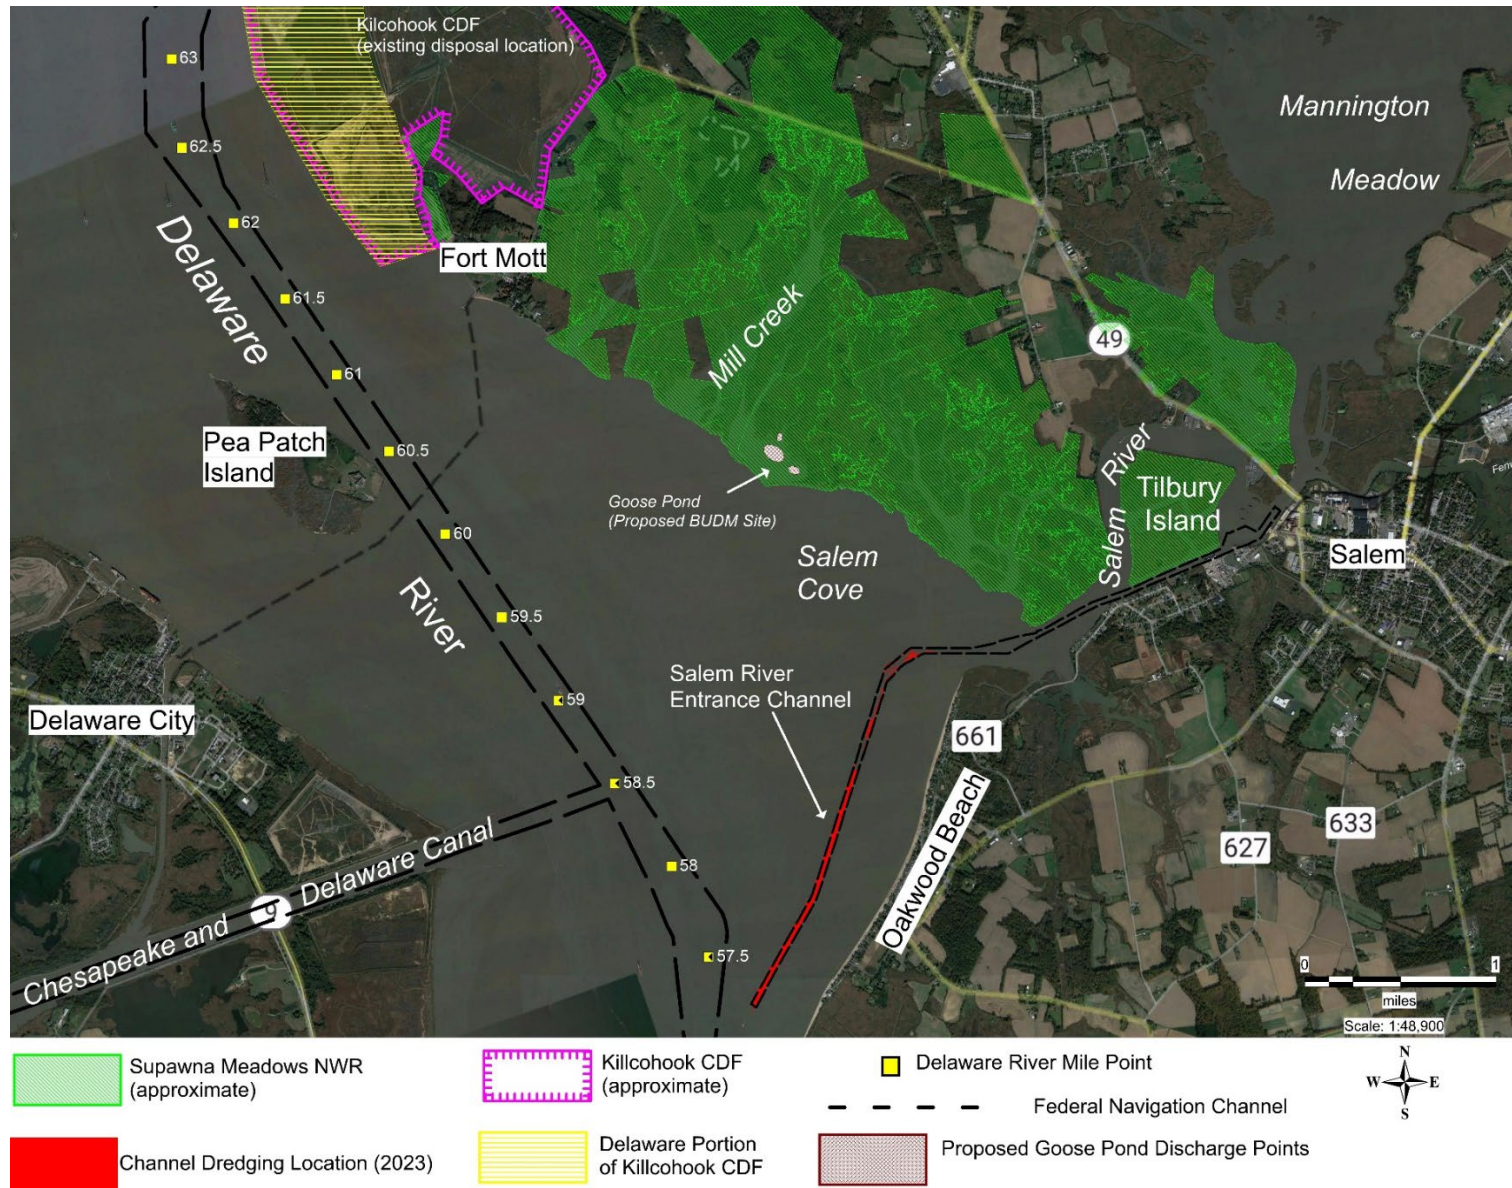 Kilcohook CDF
(existing disposal location)
63
62.5
62
61.5
61
60.5
60
59.5
59
58.5
58
57.5
Mannington
Meadow
Delaware
River
Fort Mott
Mill Creek
49
Pea Patch
Island
Goose Pond
(Proposed BUDM Site)
Salem
Cove
Salem River
Tilbury
Island
Salem
Salem River
Entrance Channel
Delaware City
661
Oakwood Beach
627
633
9
Chesapeake and Delaware Canal
0 1
miles
Scale: 1:48,900
Supawna Meadows NWR
(approximate)
Killcohook CDF
(approximate)
Delaware River Mile Point
Federal Navigation Channel
N
W E
S
Channel Dredging Location (2023)
Delaware Portion
of Killcohook CDF
Proposed Goose Pond Discharge Points